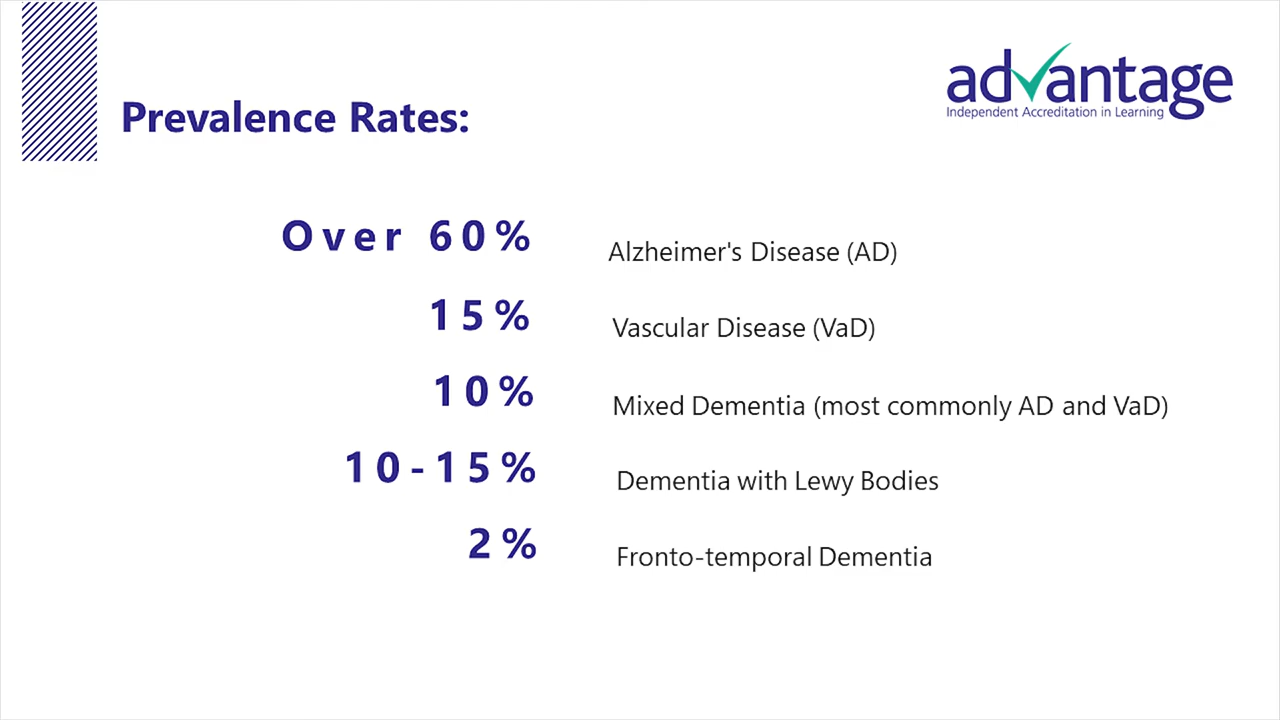 advantage
Independent Accreditation in Learning
Prevalence Rates:
Over 60% Alzheimer's Disease (AD)
15% Vascular Disease (VaD)
10% Mixed Dementia (most commonly AD and VaD)
10-15% Dementia with Lewy Bodies
2% Fronto-temporal Dementia